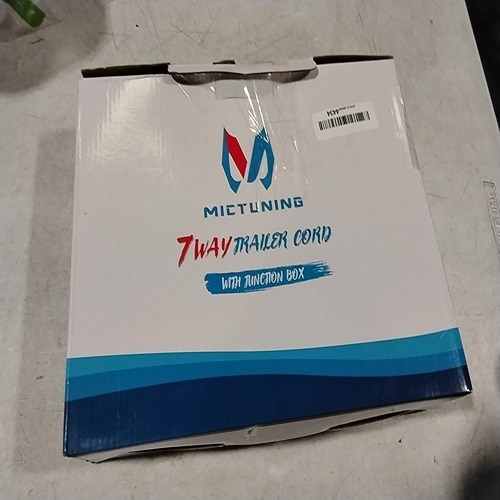 MICTUNING
7WAY TRAILER CORD
WITH JUNCTION BOX